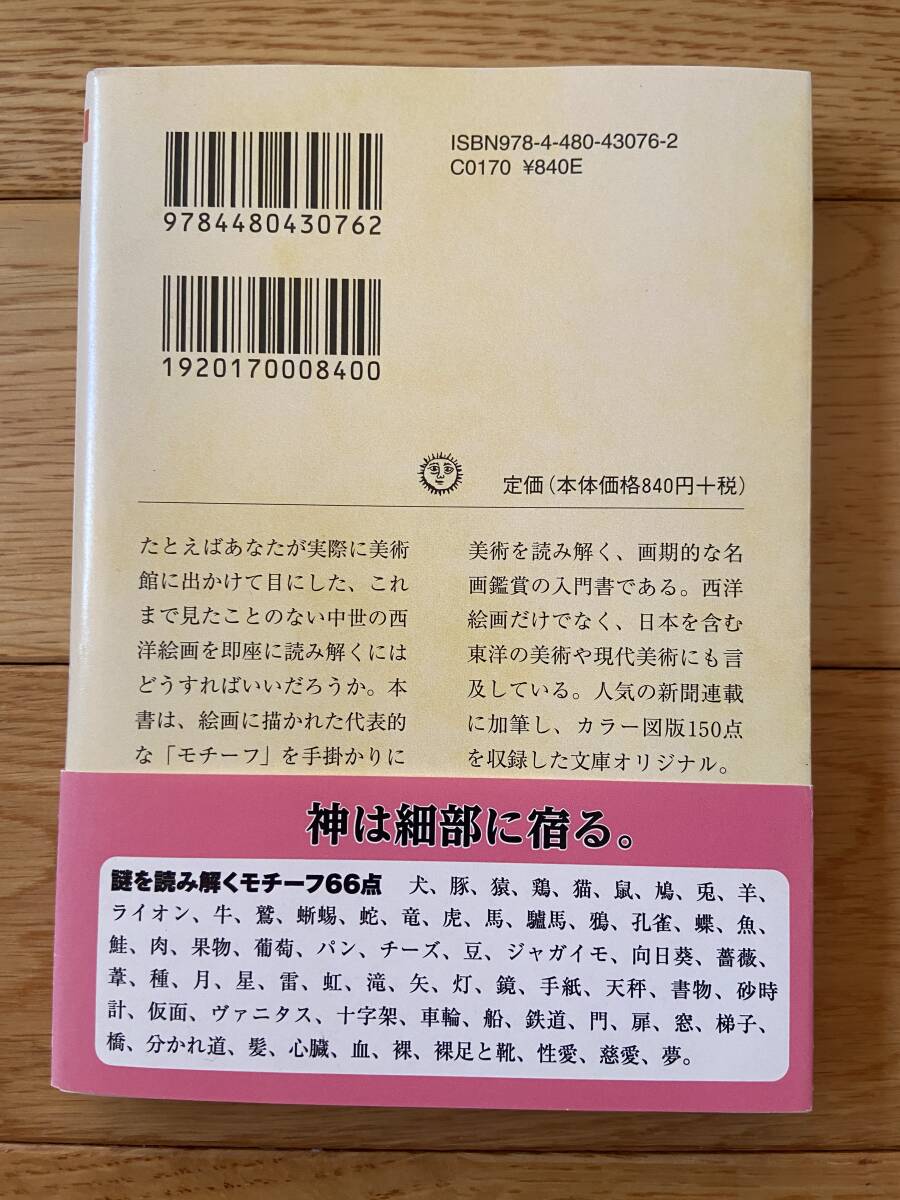 ISBN978-4-480-43076-2
C0170 ¥840E
9784480430762
1920170008400
定価(本体価格840円+税)
たとえばあなたが実際に美術
館に出かけて目にした、これ
まで見たことのない中世の西
洋絵画を即座に読み解くには
どうすればいいだろうか。本
書は、絵画に描かれた代表的
な「モチーフ」を手掛かりに
美術を読み解く、画期的な名
画鑑賞の入門書である。西洋
絵画だけでなく、日本を含む
東洋の美術や現代美術にも言
及している。人気の新聞連載
に加筆し、カラー図版150点
を収録した文庫オリジナル。
神は細部に宿る。
謎を読み解くモチーフ66点 犬、豚、猿、鶏、猫、鼠、鳩、兎、羊、
ライオン、牛、鷲、蜥蜴、蛇、竜、虎、馬、驢馬、鴉、孔雀、蝶、魚、
鮭、肉、果物、葡萄、パン、チーズ、豆、ジャガイモ、向日葵、薔薇、
葦、種、月、星、雷、虹、滝、矢、灯、鏡、手紙、天秤、書物、砂時
計、仮面、ヴァニタス、十字架、車輪、船、鉄道、門、扉、窓、梯子、
橋、分かれ道、髪、心臓、血、裸、裸足と靴、性愛、慈愛、夢。